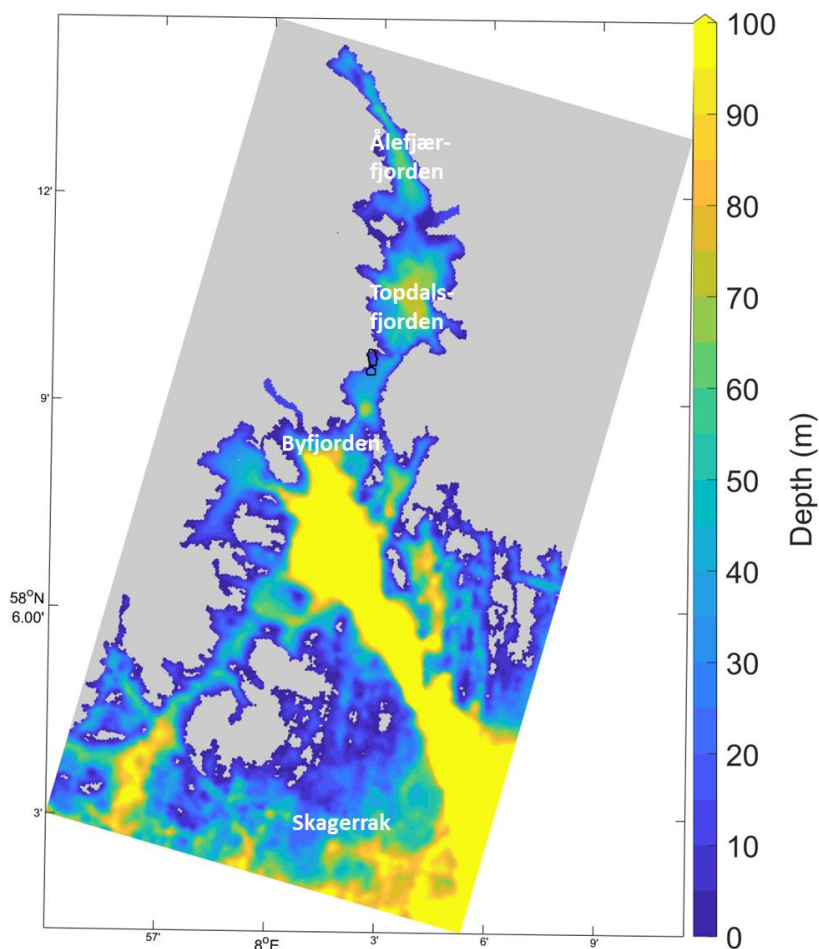 100
90
80
70
60
50
40
30
20
10
0
Depth (m)
Ålefjær-
fjorden
12'
Topdals-
fjorden
9'
Byfjorden
58°N
6.00'
3'
Skagerrak
57'
8°E
3'
6'
9'